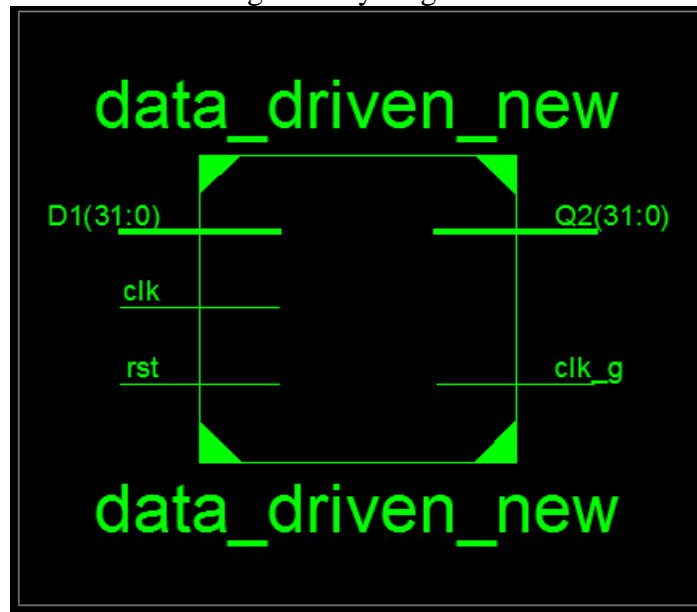 data_driven_new
D1(31:0)
Q2(31:0)
clk
rst
clk_g
data_driven_new